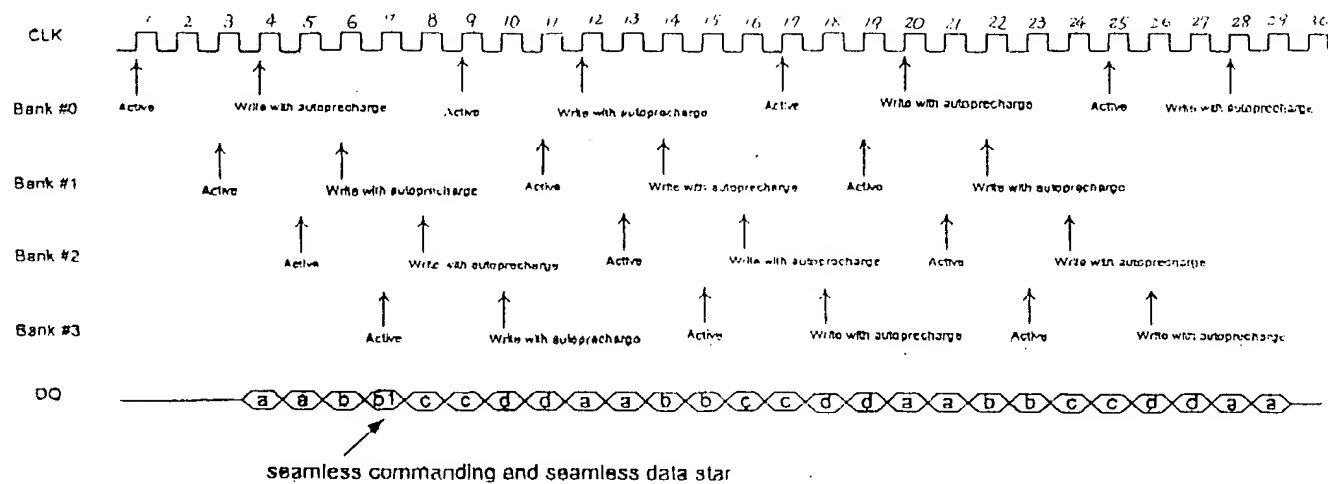 1 2 3 4 5 6 7 8 9 10 11 12 13 14 15 16 17 18 19 20 21 22 23 24 25 26 27 28 29 30
CLK
Bank #0 Active Write with autoprecharge Active Write with autoprecharge Active Write with autoprecharge Active Write with autoprecharge
Bank #1 Active Write with autoprecharge Active Write with autoprecharge Active Write with autoprecharge
Bank #2 Active Write with autoprecharge Active Write with autoprecharge Active Write with autoprecharge
Bank #3 Active Write with autoprecharge Active Write with autoprecharge Active Write with autoprecharge
DQ a a b b1 c c d d a a b b c c d d a a b b c c d d a a
seamless commanding and seamless data star